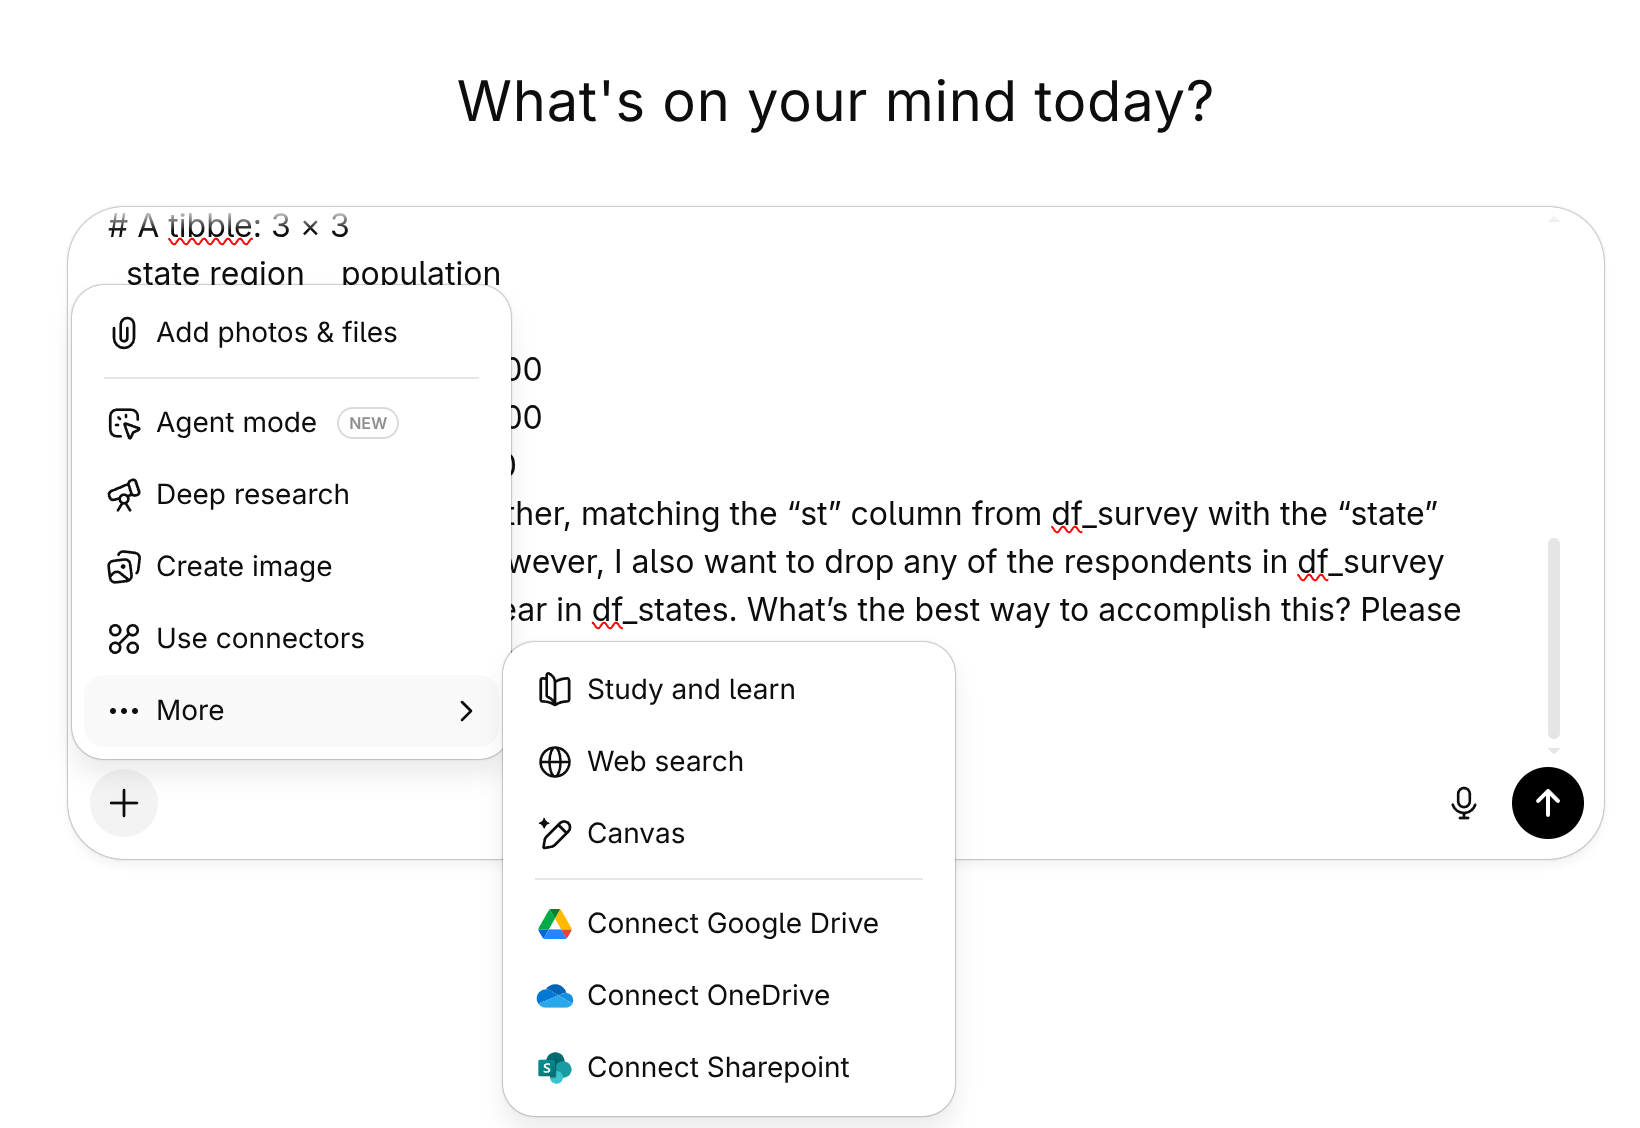 What's on your mind today?
# A tibble: 3 × 3
state region population
Add photos & files
00
Agent mode NEW
00
Deep research
ther, matching the “st” column from df_survey with the “state”
Create image
wever, I also want to drop any of the respondents in df_survey
ear in df_states. What’s the best way to accomplish this? Please
Use connectors
More
Study and learn
Web search
Canvas
Connect Google Drive
Connect OneDrive
Connect Sharepoint